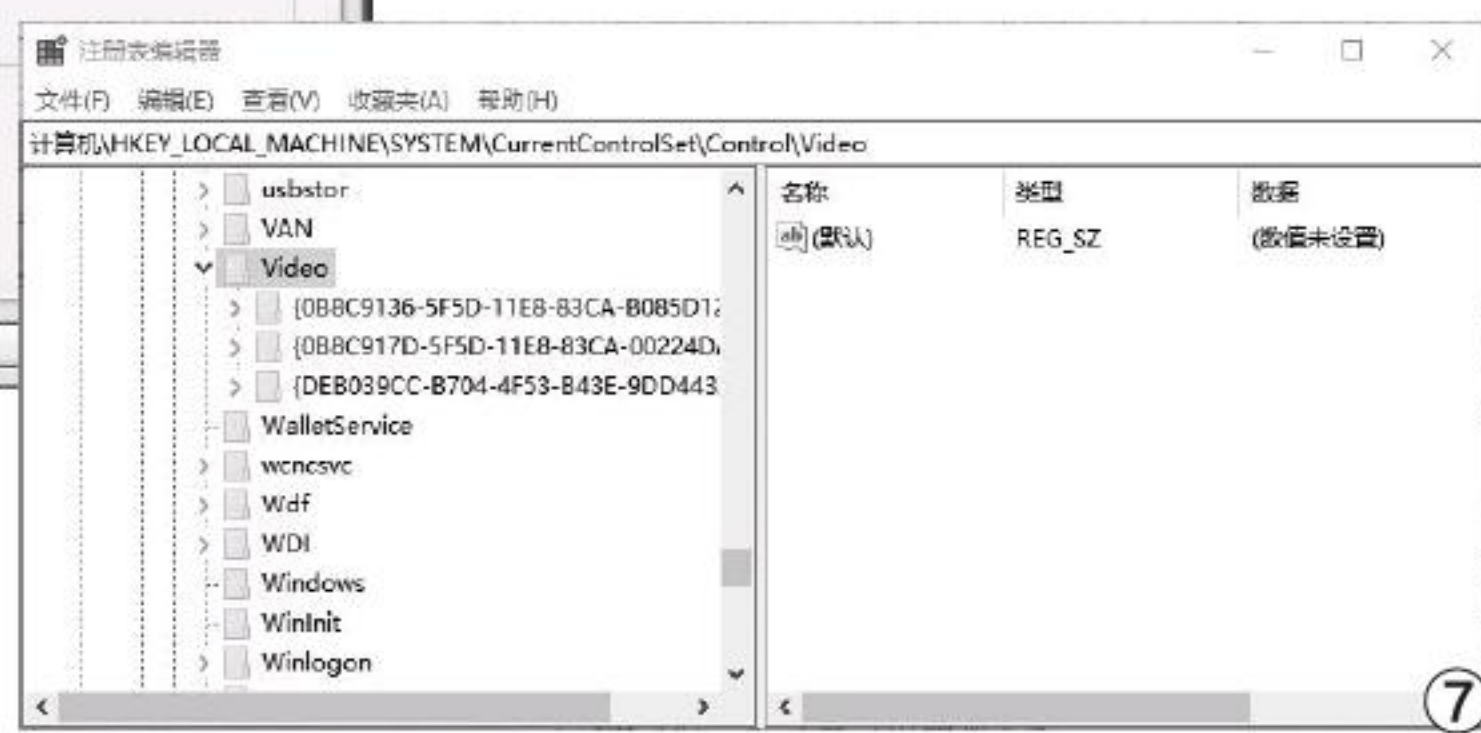 注册表编辑器
文件(F) 编辑(E) 查看(V) 收藏夹(A) 帮助(H)
计算机\HKEY_LOCAL_MACHINE\SYSTEM\CurrentControlSet\Control\Video
usbstor
VAN
Video
{0B8C9136-5F5D-11E8-83CA-B085D12
{0B8C917D-5F5D-11E8-83CA-00224D
{DEB039CC-B704-4F53-B43E-9DD443
WalletService
wcncsvc
Wdf
WDI
Windows
WinInit
Winlogon
名称 类型 数据
ab (默认) REG_SZ (数值未设置)
⑦